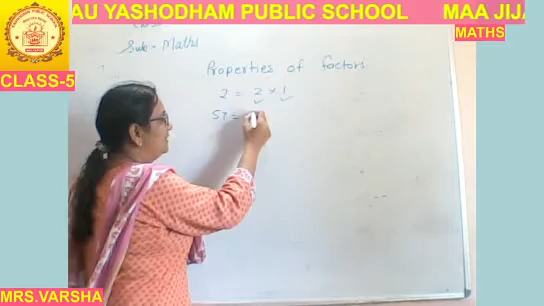 AU YASHODHAM PUBLIC SCHOOL MAA JIJA
MATHS
CLASS-5
Sub - Maths
Properties of factors
2 = 2 × 1
57 =
MRS.VARSHA